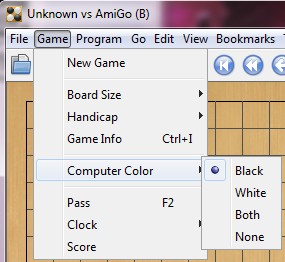 Unknown vs AmiGo (B)
File Game Program Go Edit View Bookmarks
New Game
Board Size
Handicap
Game Info Ctrl+I
Computer Color
Black
White
Both
None
Pass F2
Clock
Score